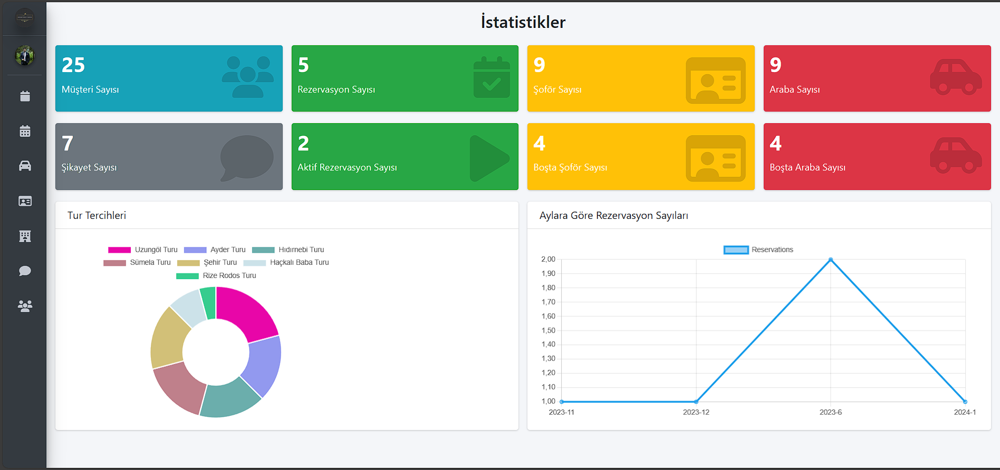 İstatistikler
25
Müşteri Sayısı
5
Rezervasyon Sayısı
9
Şoför Sayısı
9
Araba Sayısı
7
Şikayet Sayısı
2
Aktif Rezervasyon Sayısı
4
Boşta Şoför Sayısı
4
Boşta Araba Sayısı
Tur Tercihleri
Uzungöl Turu Ayder Turu Hıdırnebi Turu
Sümela Turu Şehir Turu Haçkalı Baba Turu
Rize Rodos Turu
Aylara Göre Rezervasyon Sayıları
Reservations
2,00
1,90
1,80
1,70
1,60
1,50
1,40
1,30
1,20
1,10
1,00
2023-11 2023-12 2023-6 2024-1